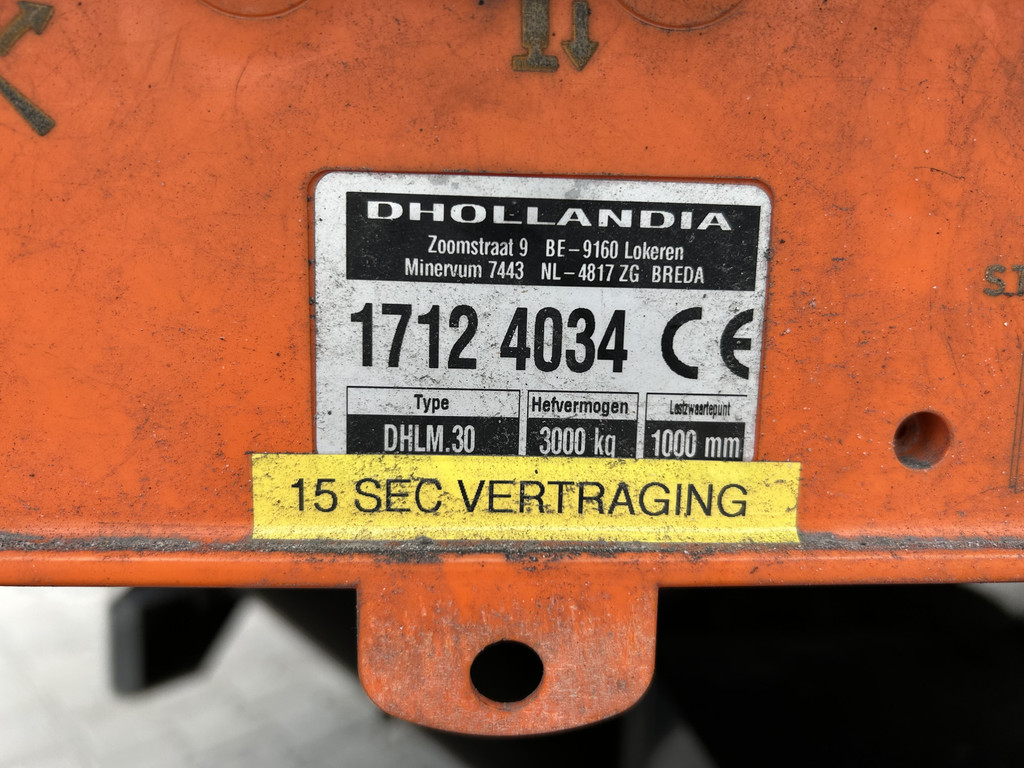 DHOLLANDIA
Zoomstraat 9 BE-9160 Lokeren
Minervum 7443 NL-4817 ZG BREDA
1712 4034 CE
Type Hefvermogen Lastzwaartepunt
DHLM.30 3000 kg 1000 mm
15 SEC VERTRAGING